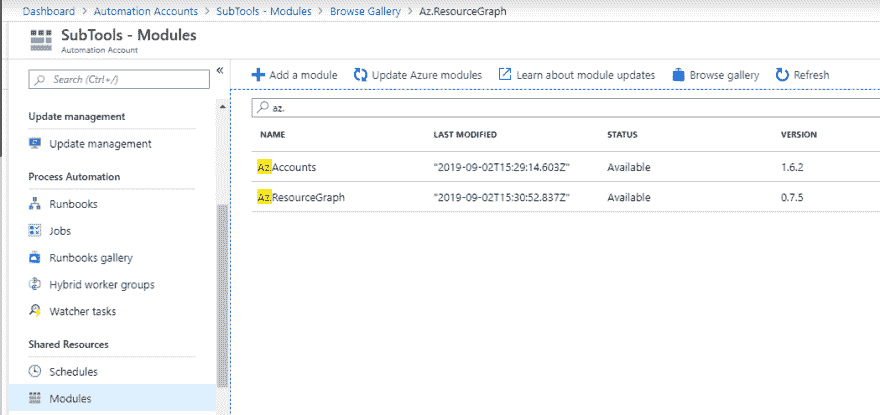 Dashboard > Automation Accounts > SubTools - Modules > Browse Gallery > Az.ResourceGraph
SubTools - Modules
Automation Account
Search (Ctrl+/)
«
Update management
Update management
Process Automation
Runbooks
Jobs
Runbooks gallery
Hybrid worker groups
Watcher tasks
Shared Resources
Schedules
Modules
Add a module Update Azure modules Learn about module updates Browse gallery Refresh
az.
NAME LAST MODIFIED STATUS VERSION
Az.Accounts "2019-09-02T15:29:14.603Z" Available 1.6.2
Az.ResourceGraph "2019-09-02T15:30:52.837Z" Available 0.7.5